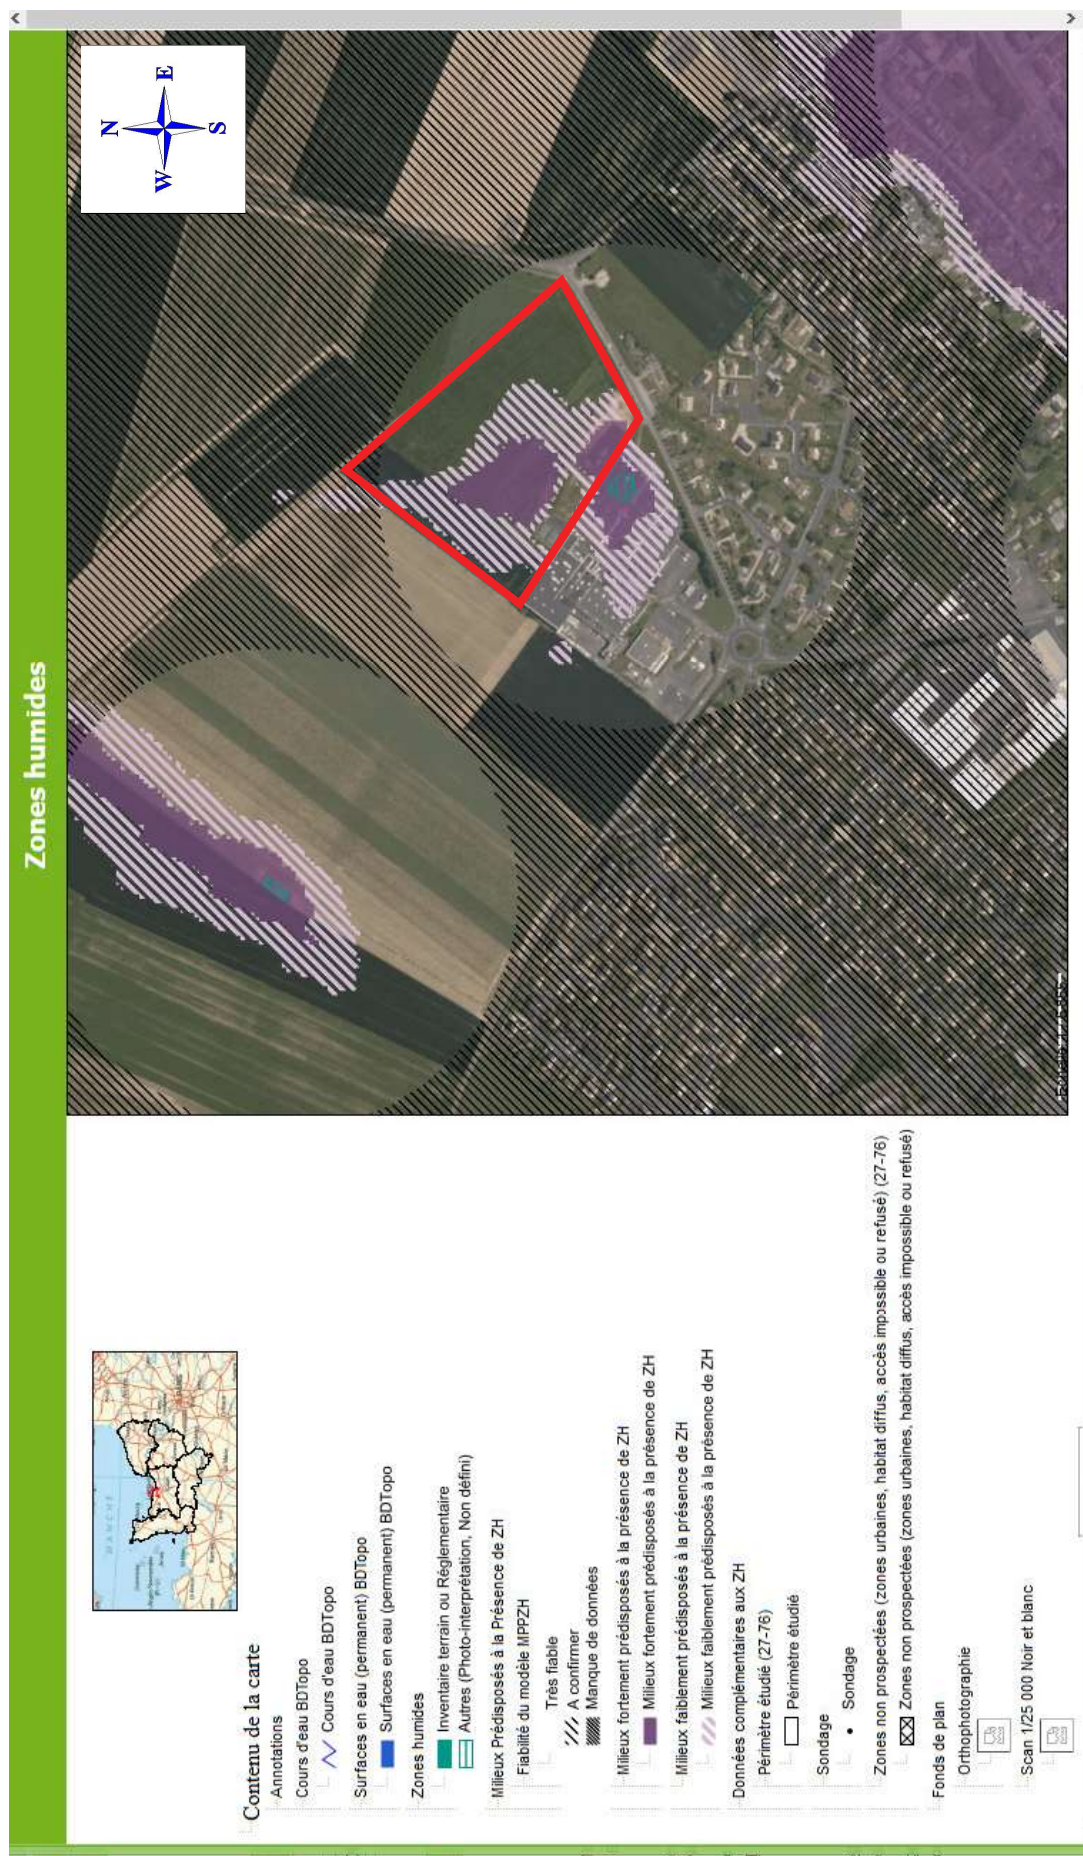 Zones humides
N
E
S
W
MANCHE
Contenu de la carte
Annotations
Cours d'eau BDTopo
Cours d'eau BDTopo
Surfaces en eau (permanent) BDTopo
Surfaces en eau (permanent) BDTopo
Zones humides
Inventaire terrain ou Réglementaire
Autres (Photo-interprétation, Non défini)
Milieux Prédisposés à la Présence de ZH
Fiabilité du modèle MPPZH
Très fiable
A confirmer
Manque de données
Milieux fortement prédisposés à la présence de ZH
Milieux fortement prédisposés à la présence de ZH
Milieux faiblement prédisposés à la présence de ZH
Milieux faiblement prédisposés à la présence de ZH
Données complémentaires aux ZH
Périmètre étudié (27-76)
Périmètre étudié
Sondage
Sondage
Zones non prospectées (zones urbaines, habitat diffus, accès impossible ou refusé) (27-76)
Zones non prospectées (zones urbaines, habitat diffus, accès impossible ou refusé)
Fonds de plan
Orthophotographie
Scan 1/25 000 Noir et blanc